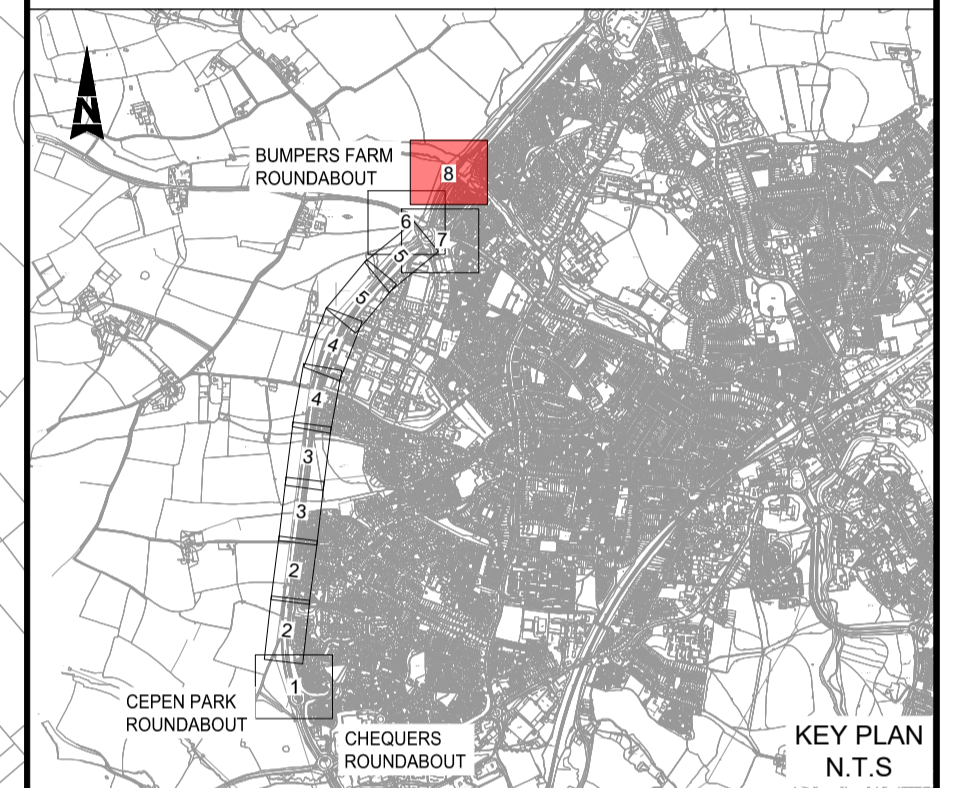 N
BUMPERS FARM
ROUNDABOUT
8
6
7
5
5
4
4
3
3
2
2
1
CEPEN PARK
ROUNDABOUT
CHEQUERS
ROUNDABOUT
KEY PLAN
N.T.S